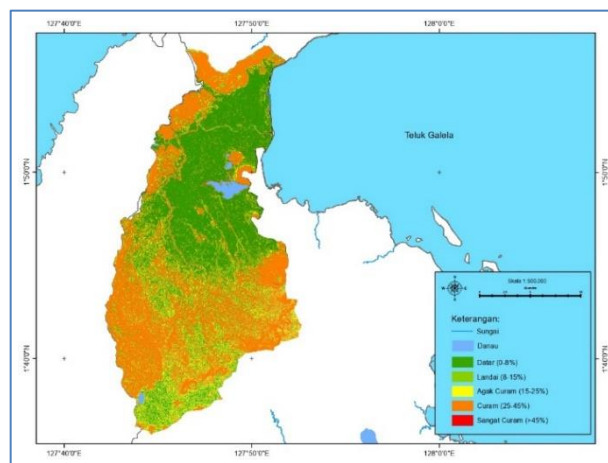 127°40'0"E 127°50'0"E 128°0'0"E
Teluk Galela
1°50'0"N 1°50'0"N
Keterangan:
Sungai
Danau
Datar (0-8%)
Landai (8-15%)
Agak Curam (15-25%)
Curam (25-45%)
Sangat Curam (>45%)
1°40'0"N 1°40'0"N
127°40'0"E 127°50'0"E 128°0'0"E